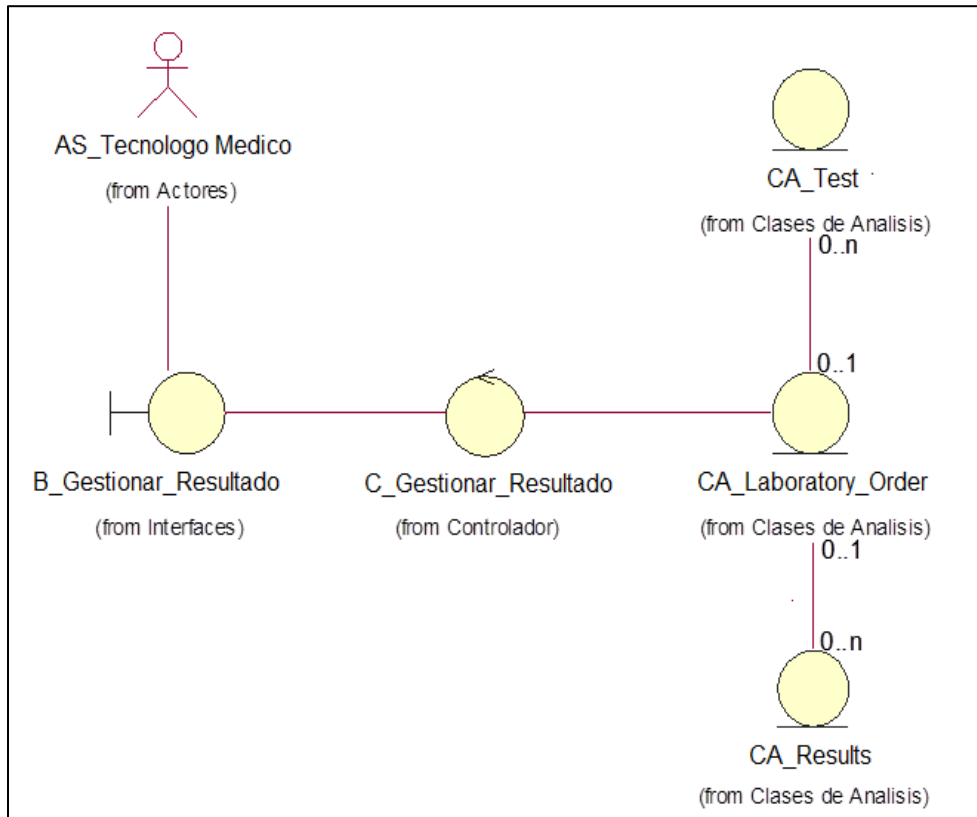 AS_Tecnologo Medico
(from Actores)
CA_Test
(from Clases de Analisis)
0..n
0..1
B_Gestionar_Resultado
(from Interfaces)
C_Gestionar_Resultado
(from Controlador)
CA_Laboratory_Order
(from Clases de Analisis)
0..1
0..n
CA_Results
(from Clases de Analisis)